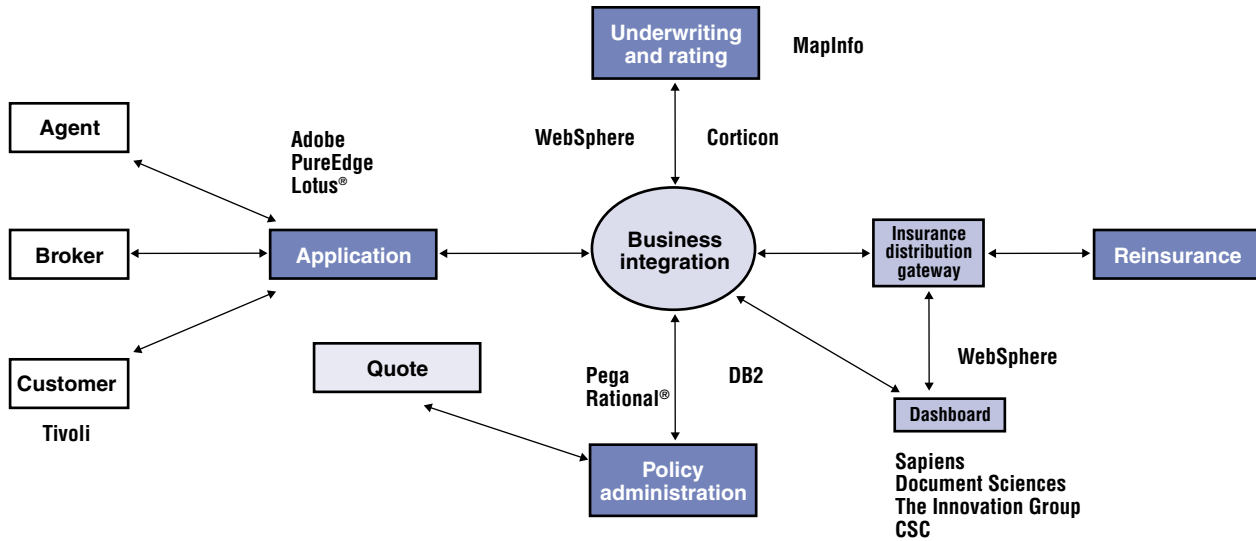 Underwriting
and rating
MapInfo
Agent
Adobe
PureEdge
Lotus®
WebSphere
Corticon
Broker
Application
Business
integration
Insurance
distribution
gateway
Reinsurance
Customer
Tivoli
Quote
Pega
Rational®
DB2
WebSphere
Dashboard
Policy
administration
Sapiens
Document Sciences
The Innovation Group
CSC